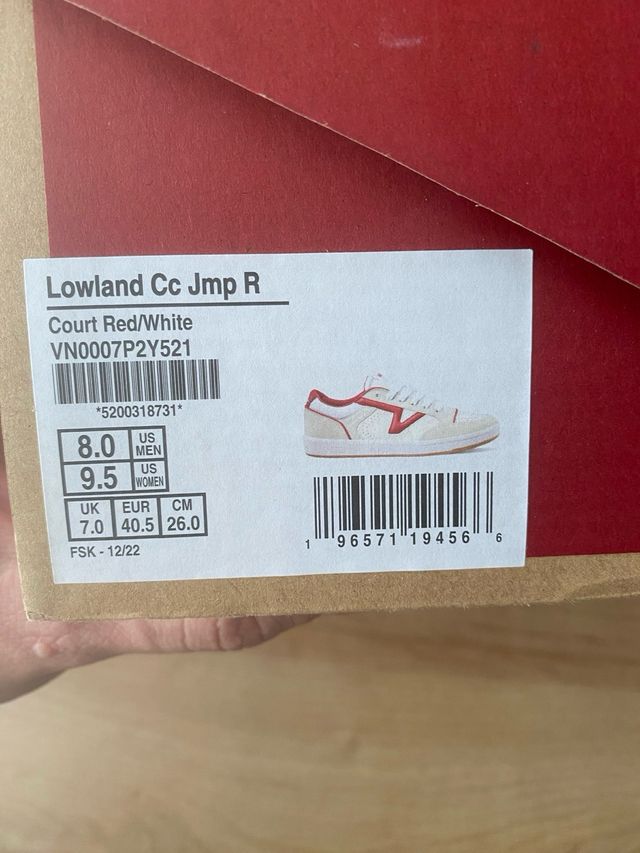 Lowland Cc Jmp R
Court Red/White
VN0007P2Y521
*5200318731*
8.0 US MEN
9.5 US WOMEN
UK EUR CM
7.0 40.5 26.0
FSK - 12/22
1 96571 19456 6